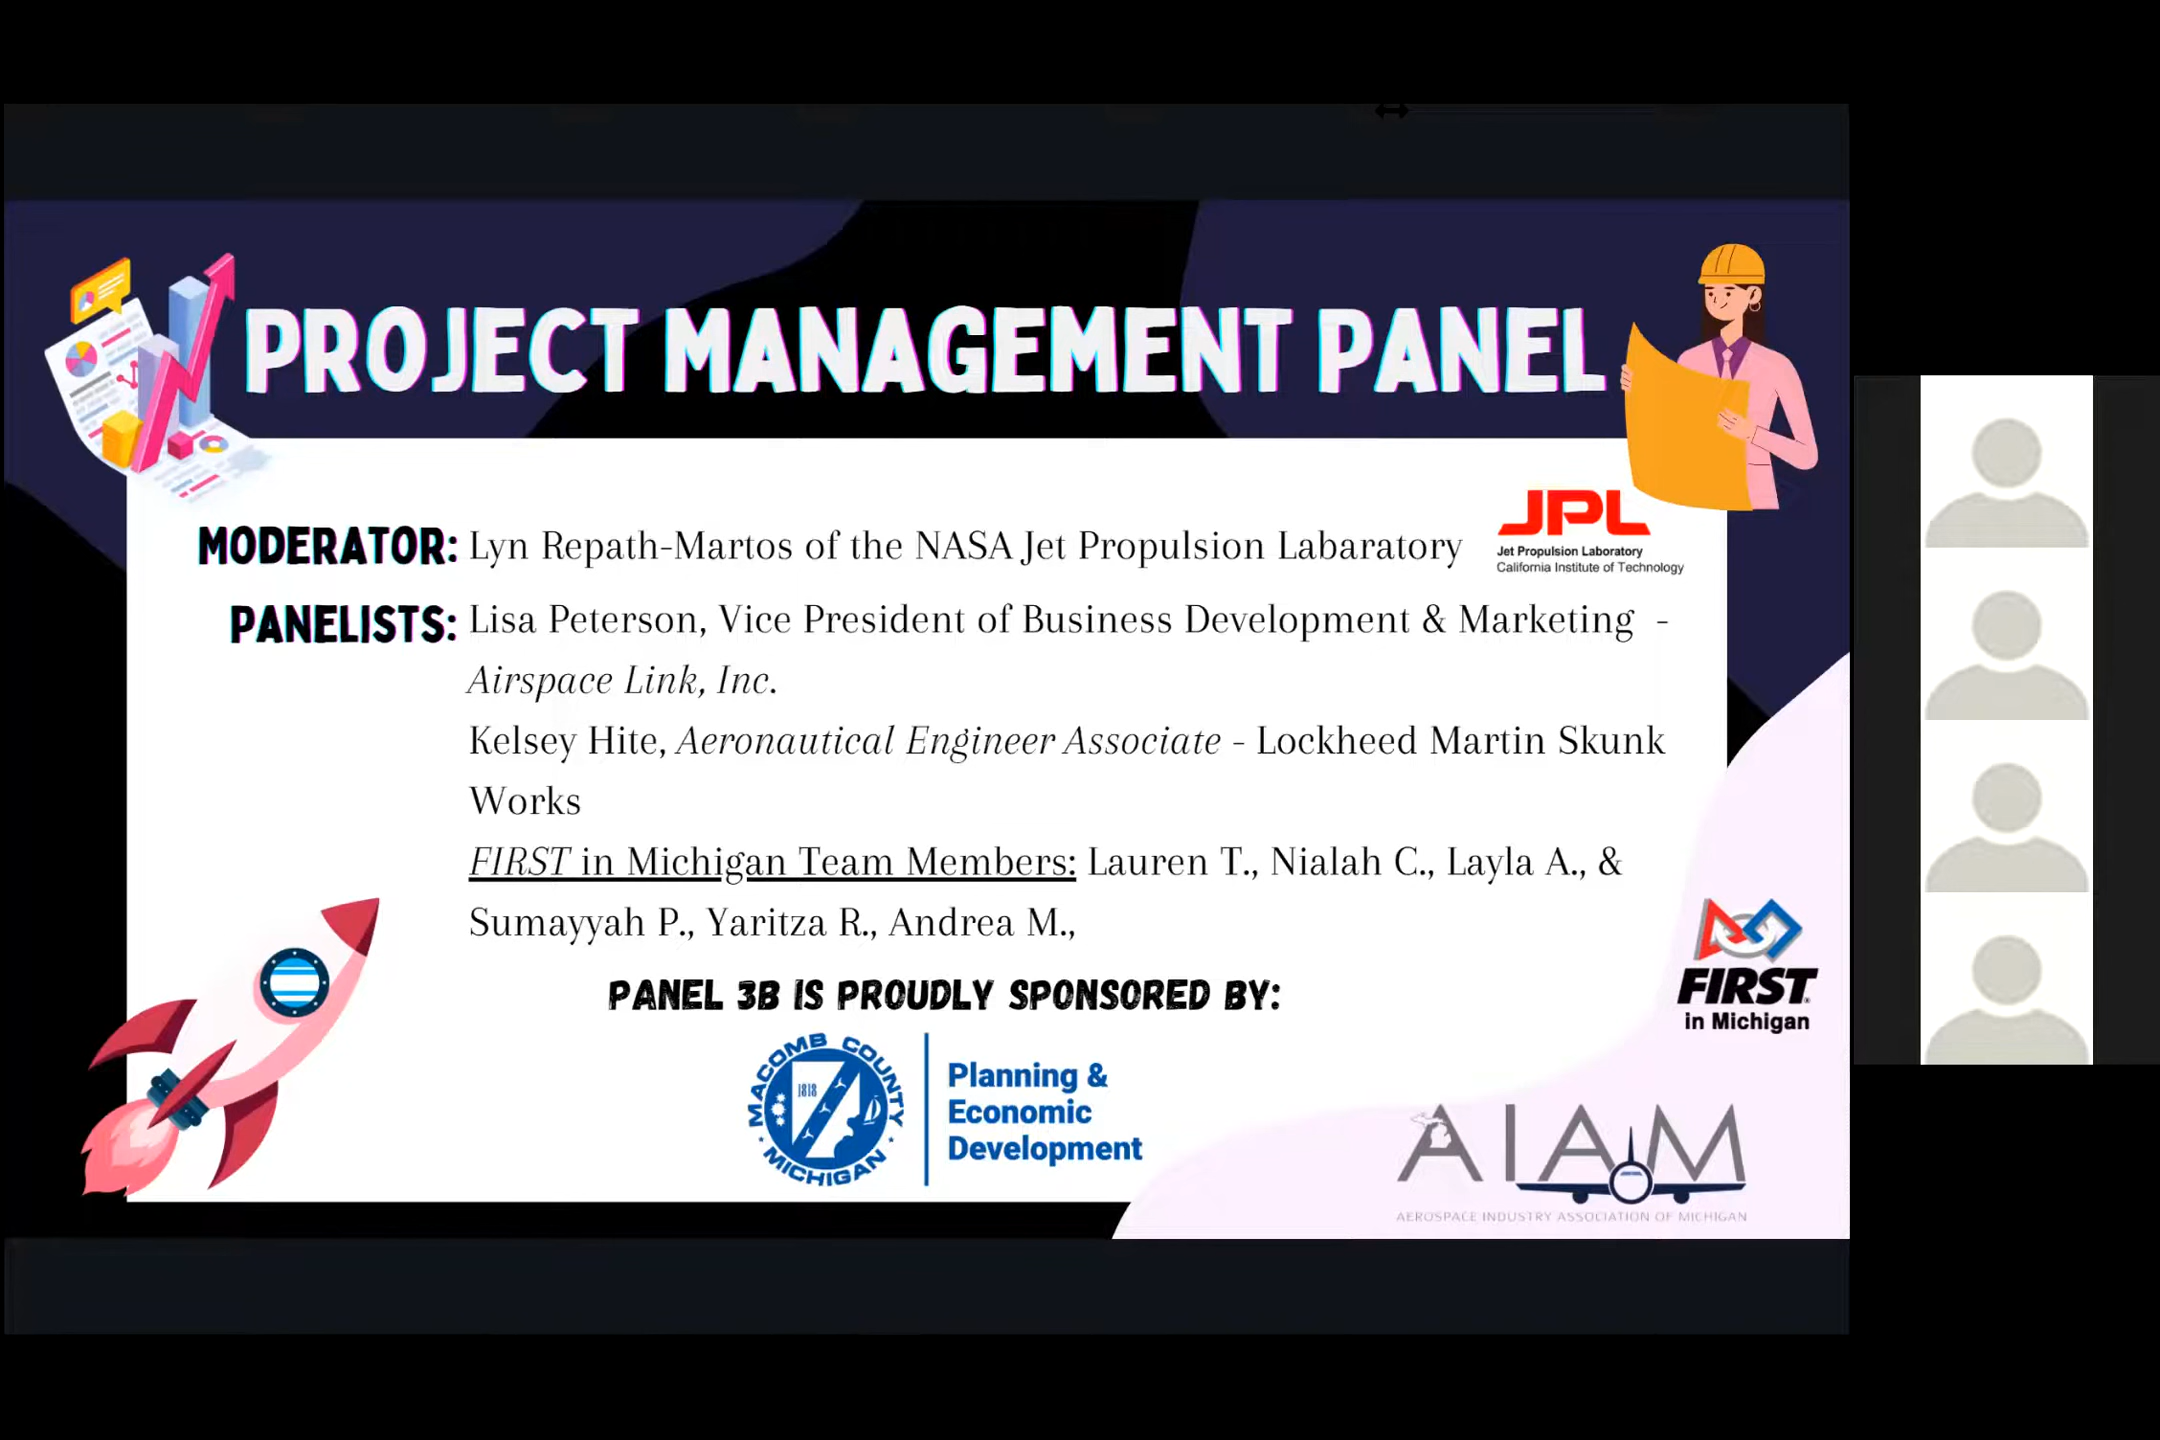 PROJECT MANAGEMENT PANEL
MODERATOR: Lyn Repath-Martos of the NASA Jet Propulsion Labaratory
JPL
Jet Propulsion Laboratory
California Institute of Technology
PANELISTS: Lisa Peterson, Vice President of Business Development & Marketing -
Airspace Link, Inc.
Kelsey Hite, Aeronautical Engineer Associate - Lockheed Martin Skunk
Works
FIRST in Michigan Team Members: Lauren T., Nialah C., Layla A., &
Sumayyah P., Yaritza R., Andrea M.,
PANEL 3B IS PROUDLY SPONSORED BY:
FIRST
in Michigan
MACOMB COUNTY
1818
MICHIGAN
Planning &
Economic
Development
AIAM
AEROSPACE INDUSTRY ASSOCIATION OF MICHIGAN